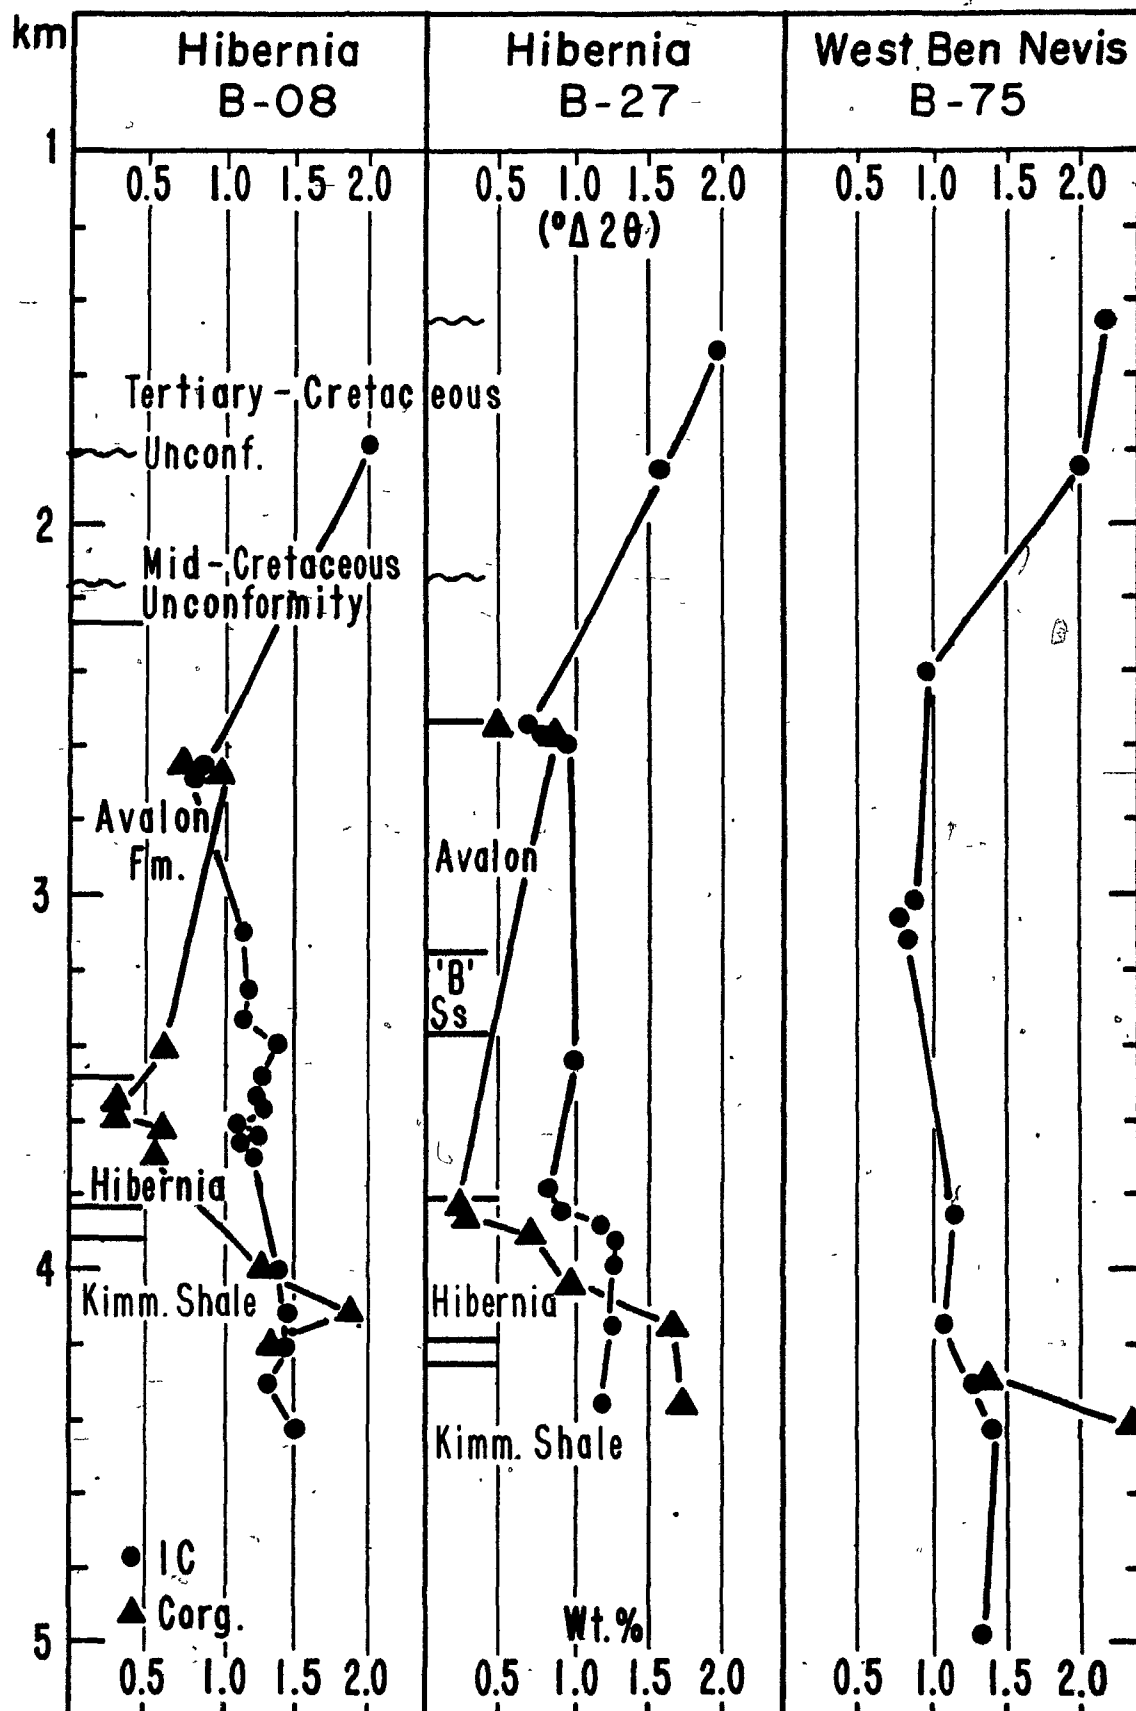 km
Hibernia
B-08
Hibernia
B-27
West Ben Nevis
B-75
1
0.5 1.0 1.5 2.0
0.5 1.0 1.5 2.0
0.5 1.0 2.0
(°Δ 2θ)
Tertiary-Cretaceous
Unconf.
2
Mid-Cretaceous
Unconformity
Avalon
Fm.
Avalon
3
'B'
Ss
Hibernia
4
Kimm. Shale
Hibernia
Kimm. Shale
● IC
▲ Corg.
Wt.%
5
0.5 1.0 1.5 2.0
0.5 1.0 1.5 2.0
0.5 1.0 1.5 2.0